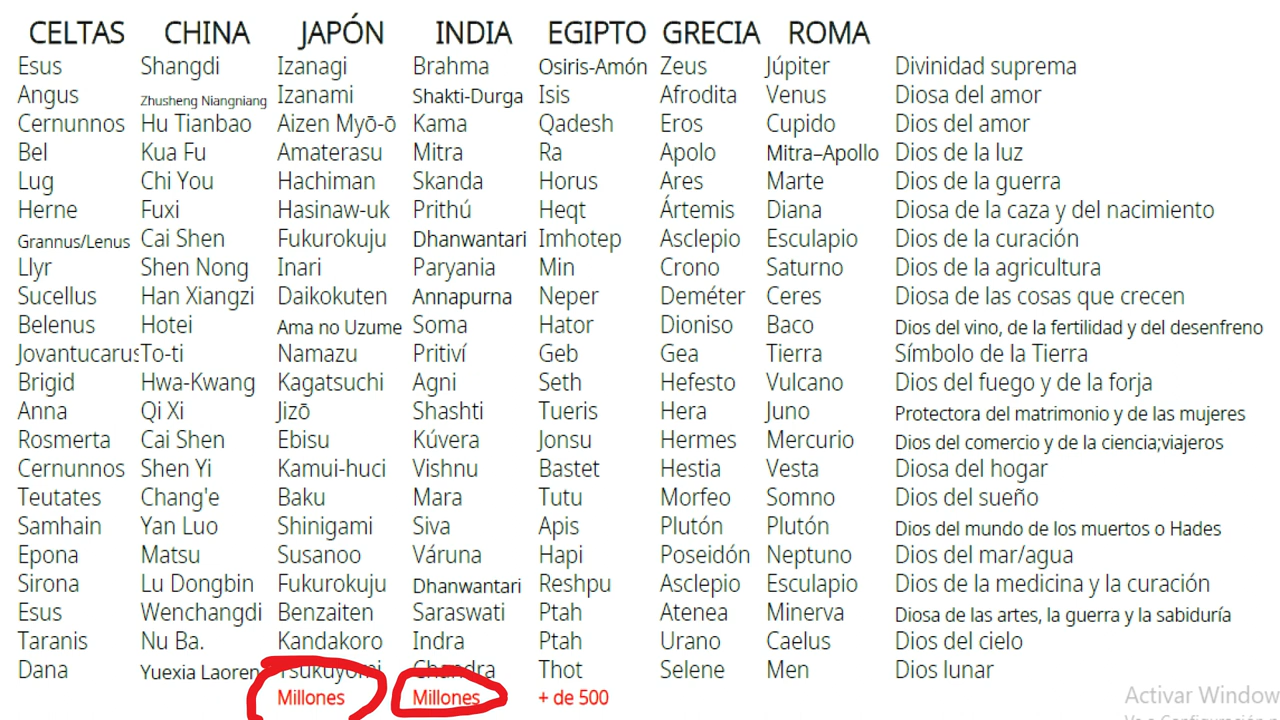 CELTAS CHINA JAPÓN INDIA EGIPTO GRECIA ROMA
Esus Shangdi Izanagi Brahma Osiris-Amón Zeus Júpiter Divinidad suprema
Angus Zhusheng Niangniang Izanami Shakti-Durga Isis Afrodita Venus Diosa del amor
Cernunnos Hu Tianbao Aizen Myō-ō Kama Qadesh Eros Cupido Dios del amor
Bel Kua Fu Amaterasu Mitra Ra Apolo Mitra–Apollo Dios de la luz
Lug Chi You Hachiman Skanda Horus Ares Marte Dios de la guerra
Herne Fuxi Hasinaw-uk Prithú Heqt Ártemis Diana Diosa de la caza y del nacimiento
Grannus/Lenus Cai Shen Fukurokuju Dhanwantari Imhotep Asclepio Esculapio Dios de la curación
Llyr Shen Nong Inari Paryania Min Crono Saturno Dios de la agricultura
Sucellus Han Xiangzi Daikokuten Annapurna Neper Deméter Ceres Diosa de las cosas que crecen
Belenus Hotei Ama no Uzume Soma Hator Dioniso Baco Dios del vino, de la fertilidad y del desenfreno
Jovantucarus To-ti Namazu Pritiví Geb Gea Tierra Símbolo de la Tierra
Brigid Hwa-Kwang Kagatsuchi Agni Seth Hefesto Vulcano Dios del fuego y de la forja
Anna Qi Xi Jizō Shashti Tueris Hera Juno Protectora del matrimonio y de las mujeres
Rosmerta Cai Shen Ebisu Kúvera Jonsu Hermes Mercurio Dios del comercio y de la ciencia;viajeros
Cernunnos Shen Yi Kamui-huci Vishnu Bastet Hestia Vesta Diosa del hogar
Teutates Chang'e Baku Mara Tutu Morfeo Somno Dios del sueño
Samhain Yan Luo Shinigami Siva Apis Plutón Plutón Dios del mundo de los muertos o Hades
Epona Matsu Susanoo Váruna Hapi Poseidón Neptuno Dios del mar/agua
Sirona Lu Dongbin Fukurokuju Dhanwantari Reshpu Asclepio Esculapio Dios de la medicina y la curación
Esus Wenchangdi Benzaiten Saraswati Ptah Atenea Minerva Diosa de las artes, la guerra y la sabiduría
Taranis Nu Ba. Kandakoro Indra Ptah Urano Caelus Dios del cielo
Dana Yuexia Laoren Tsukuyomi Chandra Thot Selene Men Dios lunar
Millones Millones + de 500
Activar Window